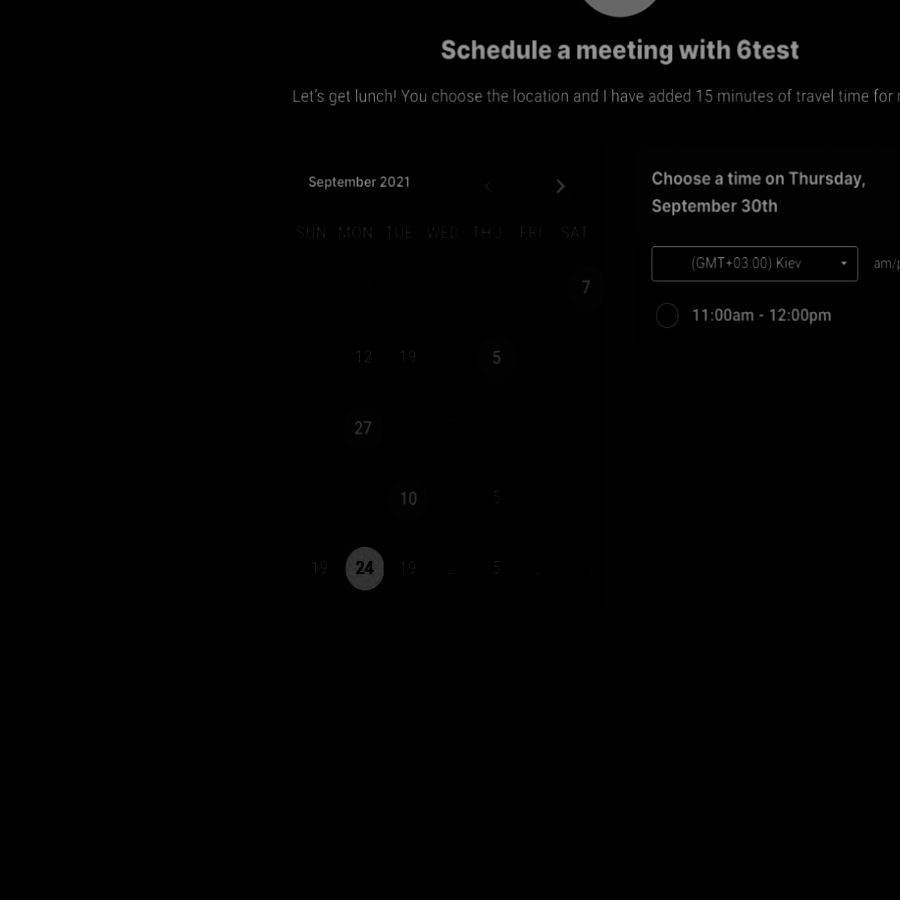 Schedule a meeting with 6test
Let's get lunch! You choose the location and I have added 15 minutes of travel time for
September 2021
SUN MON TUE WED THU FRI SAT
7
12 19 5
27
10 5
19 24 19 5
Choose a time on Thursday,
September 30th
(GMT+03:00) Kiev am/
11:00am - 12:00pm